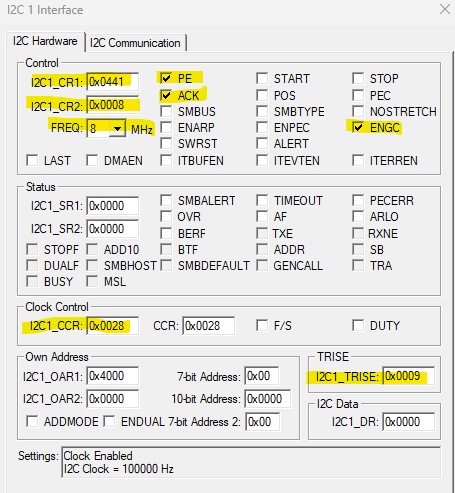 I2C 1 Interface
I2C Hardware I2C Communication
Control
I2C1_CR1: 0x0441 PE START STOP
ACK POS PEC
I2C1_CR2: 0x0008 SMBUS SMBTYPE NOSTRETCH
FREQ: 8 MHz ENARP ENPEC ENGC
SWRST ALERT
LAST DMAEN ITBUFEN ITEVTEN ITERREN
Status
I2C1_SR1: 0x0000 SMBALERT TIMEOUT PECERR
OVR AF ARLO
I2C1_SR2: 0x0000 BERF TXE RXNE
STOPF ADD10 BTF ADDR SB
DUALF SMBHOST SMBDEFAULT GENCALL TRA
BUSY MSL
Clock Control
I2C1_CCR: 0x0028 CCR: 0x0028 F/S DUTY
Own Address TRISE
I2C1_OAR1: 0x4000 7-bit Address: 0x00 I2C1_TRISE: 0x0009
I2C1_OAR2: 0x0000 10-bit Address: 0x0000 I2C Data
ADDMODE ENDUAL 7-bit Address 2: 0x00 I2C1_DR: 0x0000
Settings: Clock Enabled
I2C Clock = 100000 Hz